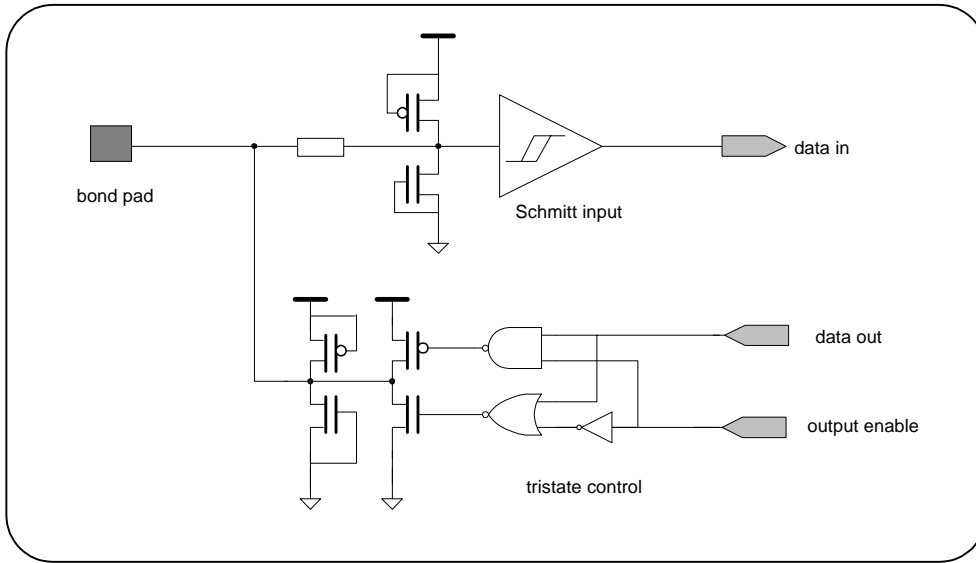 data in
bond pad
Schmitt input
data out
output enable
tristate control